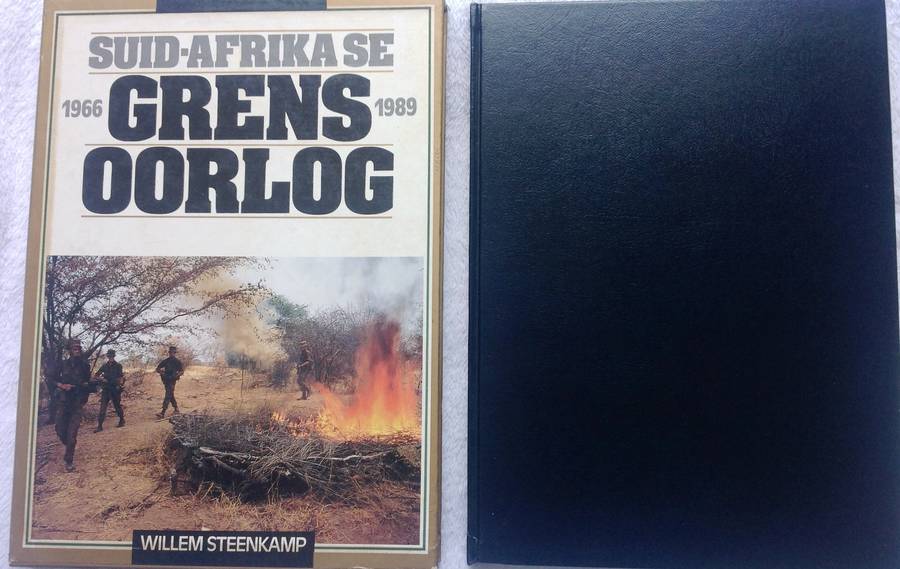 SUID-AFRIKA SE
1966 GRENS 1989
OORLOG
WILLEM STEENKAMP